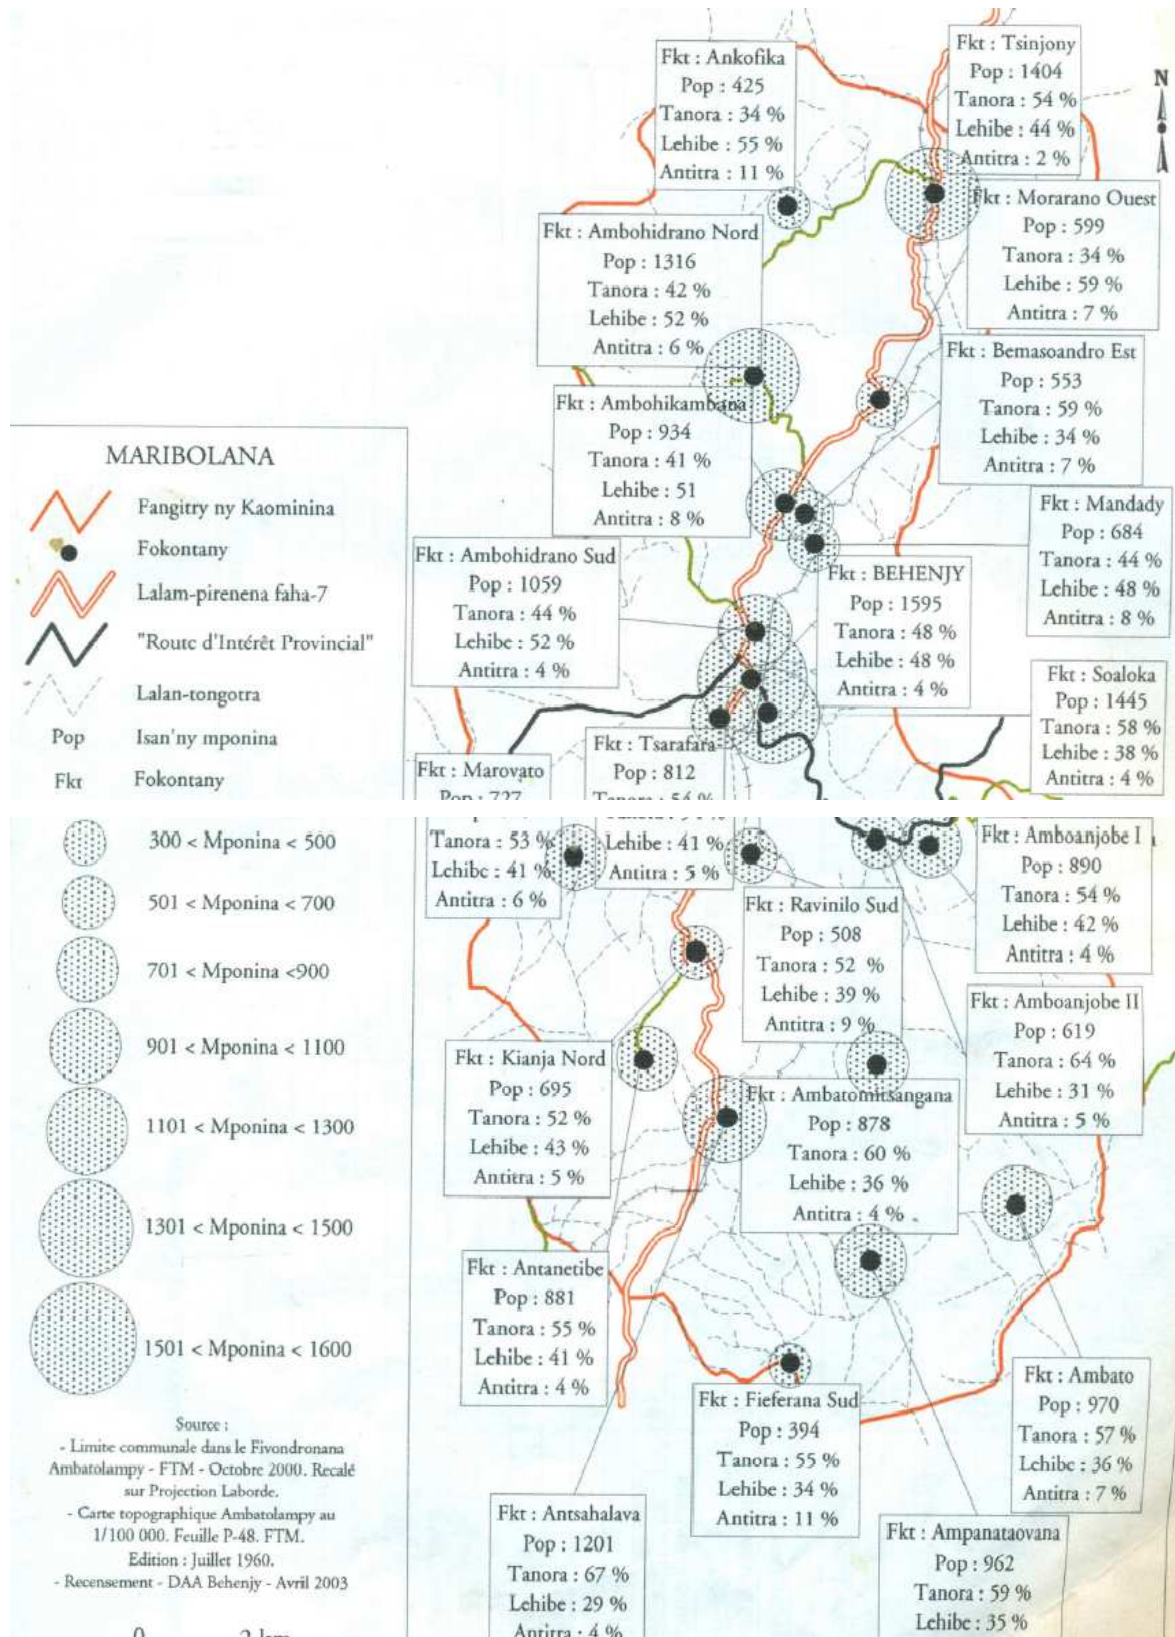 Fkt : Ankofika
Pop : 425
Tanora : 34 %
Lehibe : 55 %
Antitra : 11 %
Fkt : Tsinjony
Pop : 1404
Tanora : 54 %
Lehibe : 44 %
Antitra : 2 %
N
Fkt : Morarano Ouest
Pop : 599
Tanora : 34 %
Lehibe : 59 %
Antitra : 7 %
Fkt : Ambohidrano Nord
Pop : 1316
Tanora : 42 %
Lehibe : 52 %
Antitra : 6 %
Fkt : Bemasoandro Est
Pop : 553
Tanora : 59 %
Lehibe : 34 %
Antitra : 7 %
Fkt : Ambohikambana
Pop : 934
Tanora : 41 %
Lehibe : 51
Antitra : 8 %
Fkt : Mandady
Pop : 684
Tanora : 44 %
Lehibe : 48 %
Antitra : 8 %
Fkt : Ambohidrano Sud
Pop : 1059
Tanora : 44 %
Lehibe : 52 %
Antitra : 4 %
Fkt : BEHENJY
Pop : 1595
Tanora : 48 %
Lehibe : 48 %
Antitra : 4 %
Fkt : Soaloka
Pop : 1445
Tanora : 58 %
Lehibe : 38 %
Antitra : 4 %
Fkt : Tsarafara
Pop : 812
Tanora : 54 %
Lehibe : 41 %
Antitra : 5 %
Fkt : Marovato
Pop : 727
Tanora : 53 %
Lehibe : 41 %
Antitra : 6 %
MARIBOLANA
Fangitry ny Kaominina
Fokontany
Lalam-pirenena faha-7
"Route d'Intérêt Provincial"
Lalan-tongotra
Pop Isan'ny mponina
Fkt Fokontany
300 < Mponina < 500
501 < Mponina < 700
701 < Mponina <900
901 < Mponina < 1100
1101 < Mponina < 1300
1301 < Mponina < 1500
1501 < Mponina < 1600
Source :
- Limite communale dans le Fivondronana
Ambatolampy - FTM - Octobre 2000. Recalé
sur Projection Laborde.
- Carte topographique Ambatolampy au
1/100 000. Feuille P-48. FTM.
Edition : Juillet 1960.
- Recensement - DAA Behenjy - Avril 2003
0 2 km
Fkt : Amboanjobe I
Pop : 890
Tanora : 54 %
Lehibe : 42 %
Antitra : 4 %
Fkt : Ravinilo Sud
Pop : 508
Tanora : 52 %
Lehibe : 39 %
Antitra : 9 %
Fkt : Amboanjobe II
Pop : 619
Tanora : 64 %
Lehibe : 31 %
Antitra : 5 %
Fkt : Kianja Nord
Pop : 695
Tanora : 52 %
Lehibe : 43 %
Antitra : 5 %
Fkt : Ambatomitsangana
Pop : 878
Tanora : 60 %
Lehibe : 36 %
Antitra : 4 %
Fkt : Antanetibe
Pop : 881
Tanora : 55 %
Lehibe : 41 %
Antitra : 4 %
Fkt : Fieferana Sud
Pop : 394
Tanora : 55 %
Lehibe : 34 %
Antitra : 11 %
Fkt : Ambato
Pop : 970
Tanora : 57 %
Lehibe : 36 %
Antitra : 7 %
Fkt : Antsahalava
Pop : 1201
Tanora : 67 %
Lehibe : 29 %
Antitra : 4 %
Fkt : Ampanataovana
Pop : 962
Tanora : 59 %
Lehibe : 35 %